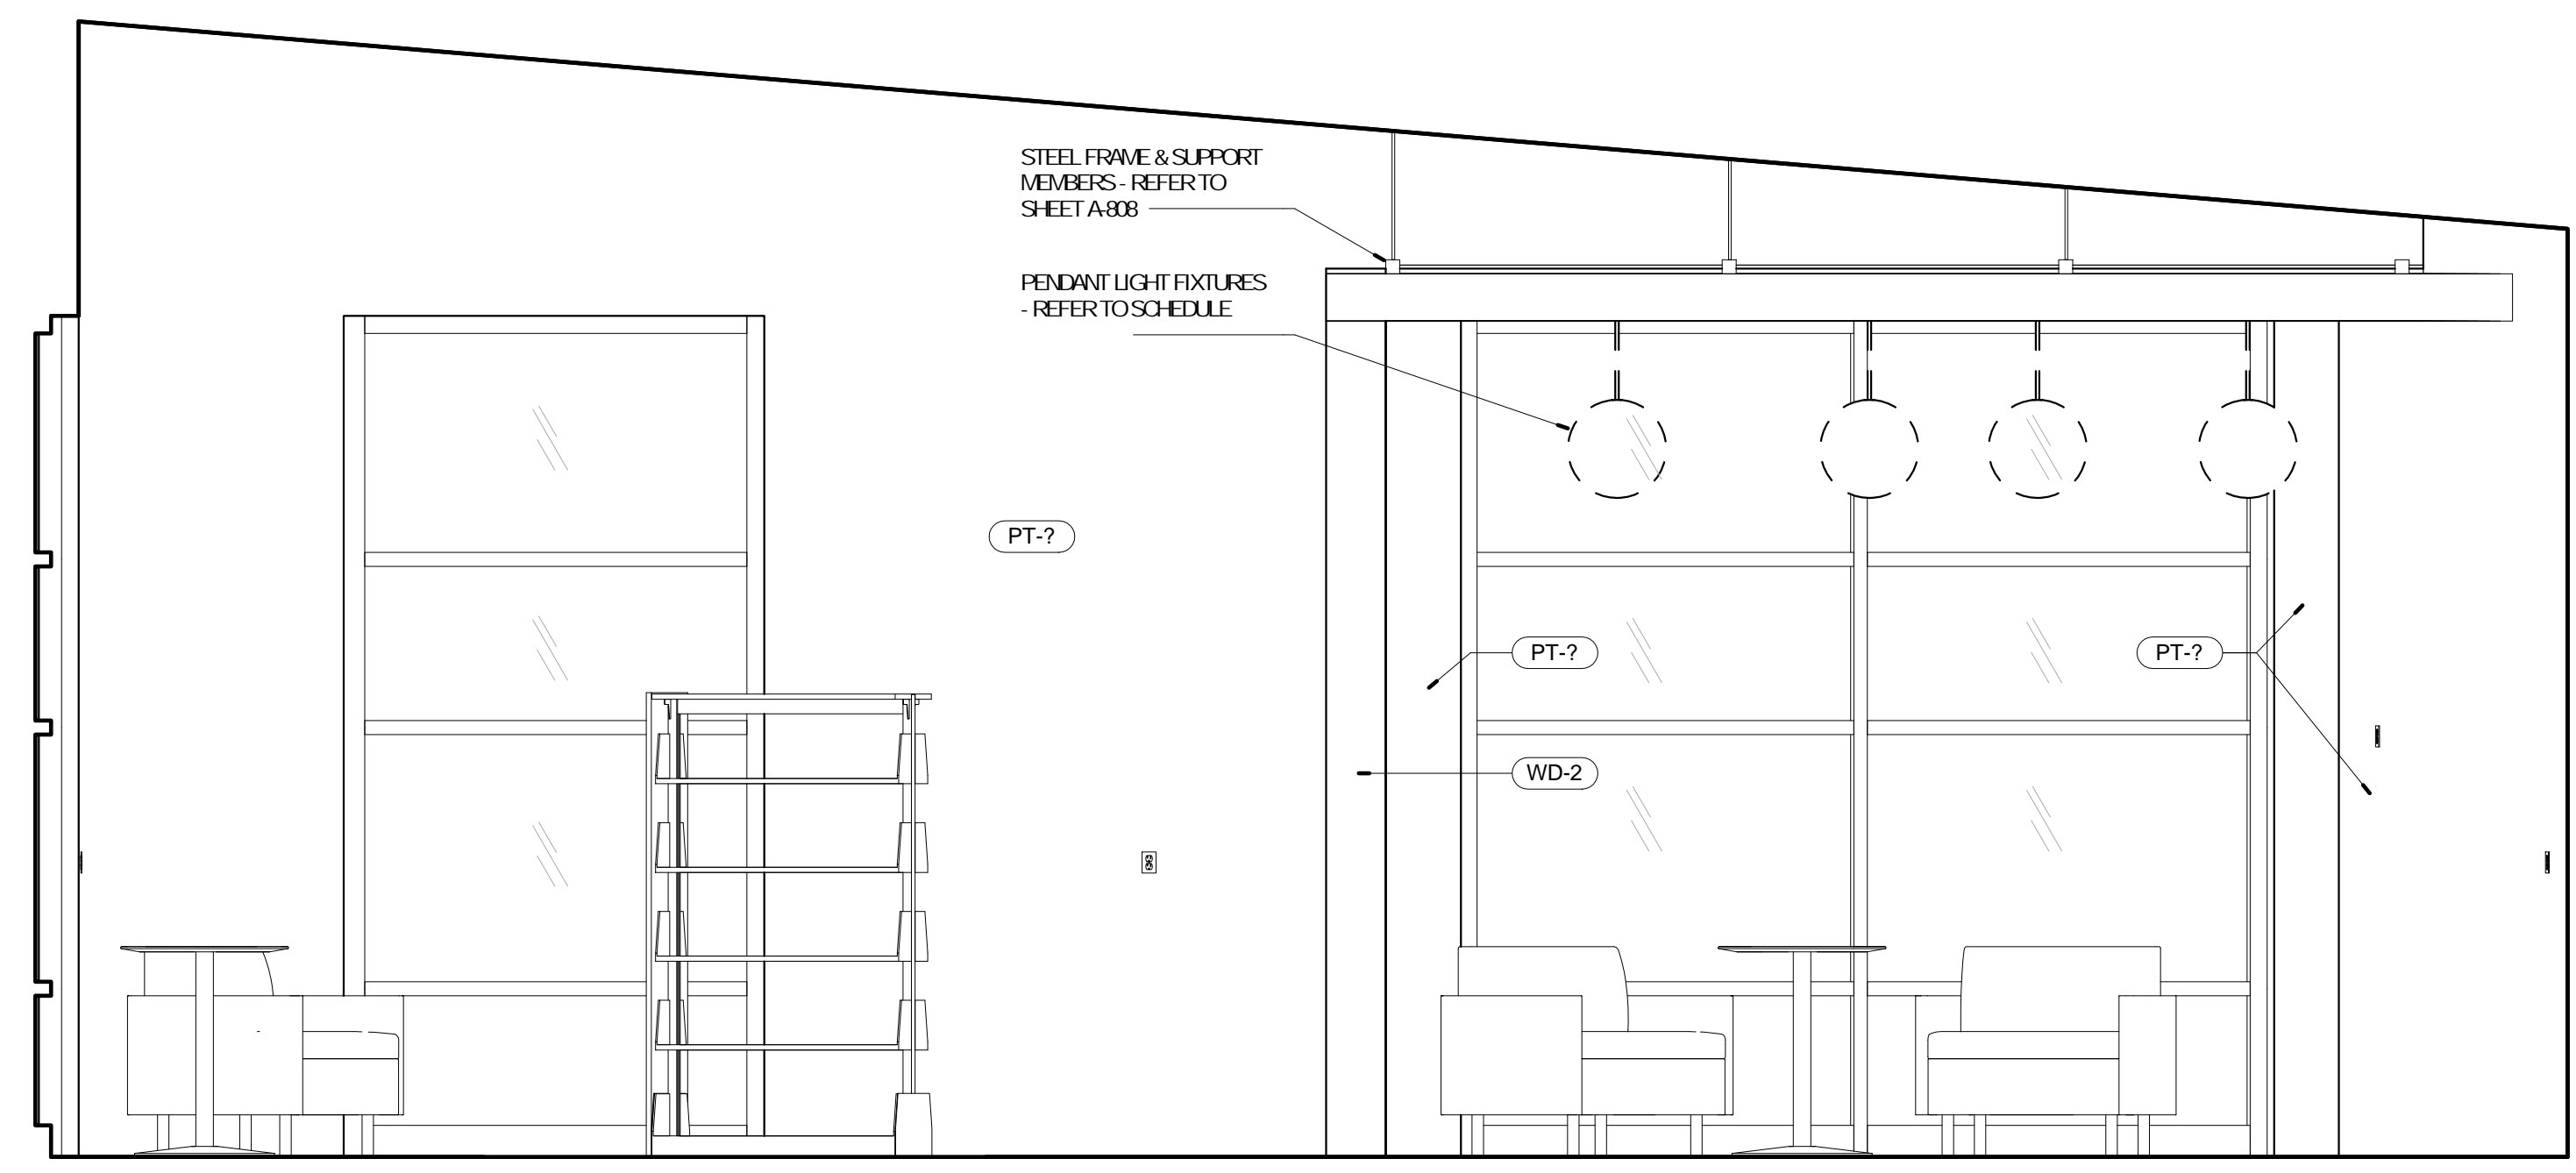 STEEL FRAME & SUPPORT
MEMBERS - REFER TO
SHEET A-808
PENDANT LIGHT FIXTURES
- REFER TO SCHEDULE
PT-?
PT-?
PT-?
WD-2